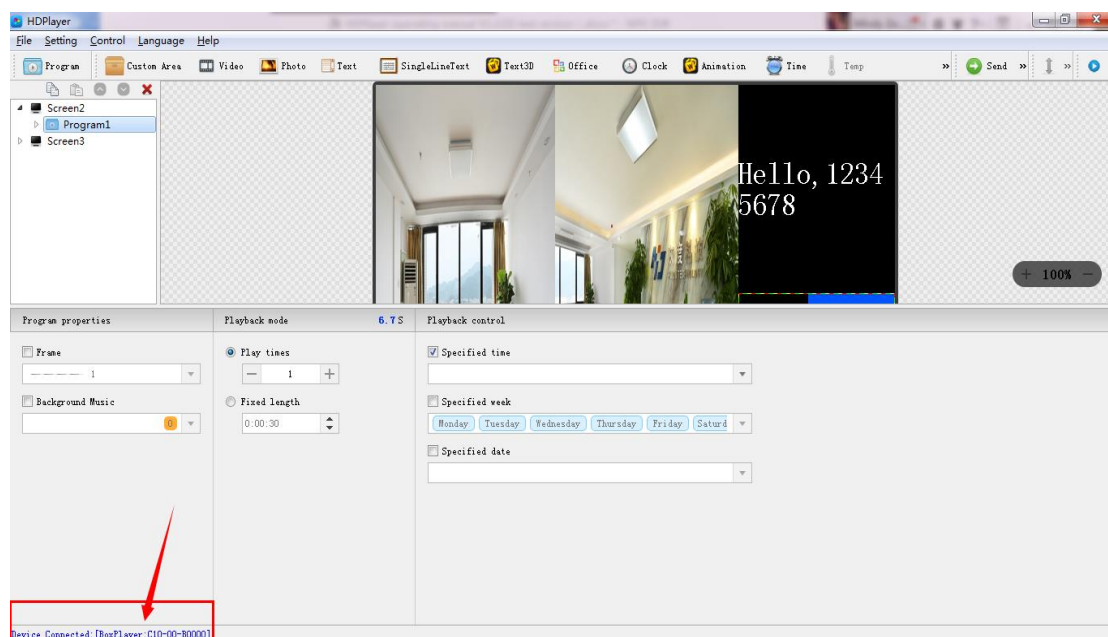 HDPlayer
File Setting Control Language Help
Program Custom Area Video Photo Text SingleLineText Text3D Office Clock Animation Time Temp » Send » »
Screen2
Program1
Screen3
Hello, 1234
5678
+ 100% −
Program properties Playback mode 6.7S Playback control
Frame Play times Specified time
1 − 1 +
Background Music Fixed length Specified week
0 0:00:30 Monday Tuesday Wednesday Thursday Friday Saturd
Specified date
Device Connected:[BoxPlayer:C10-00-B0000]